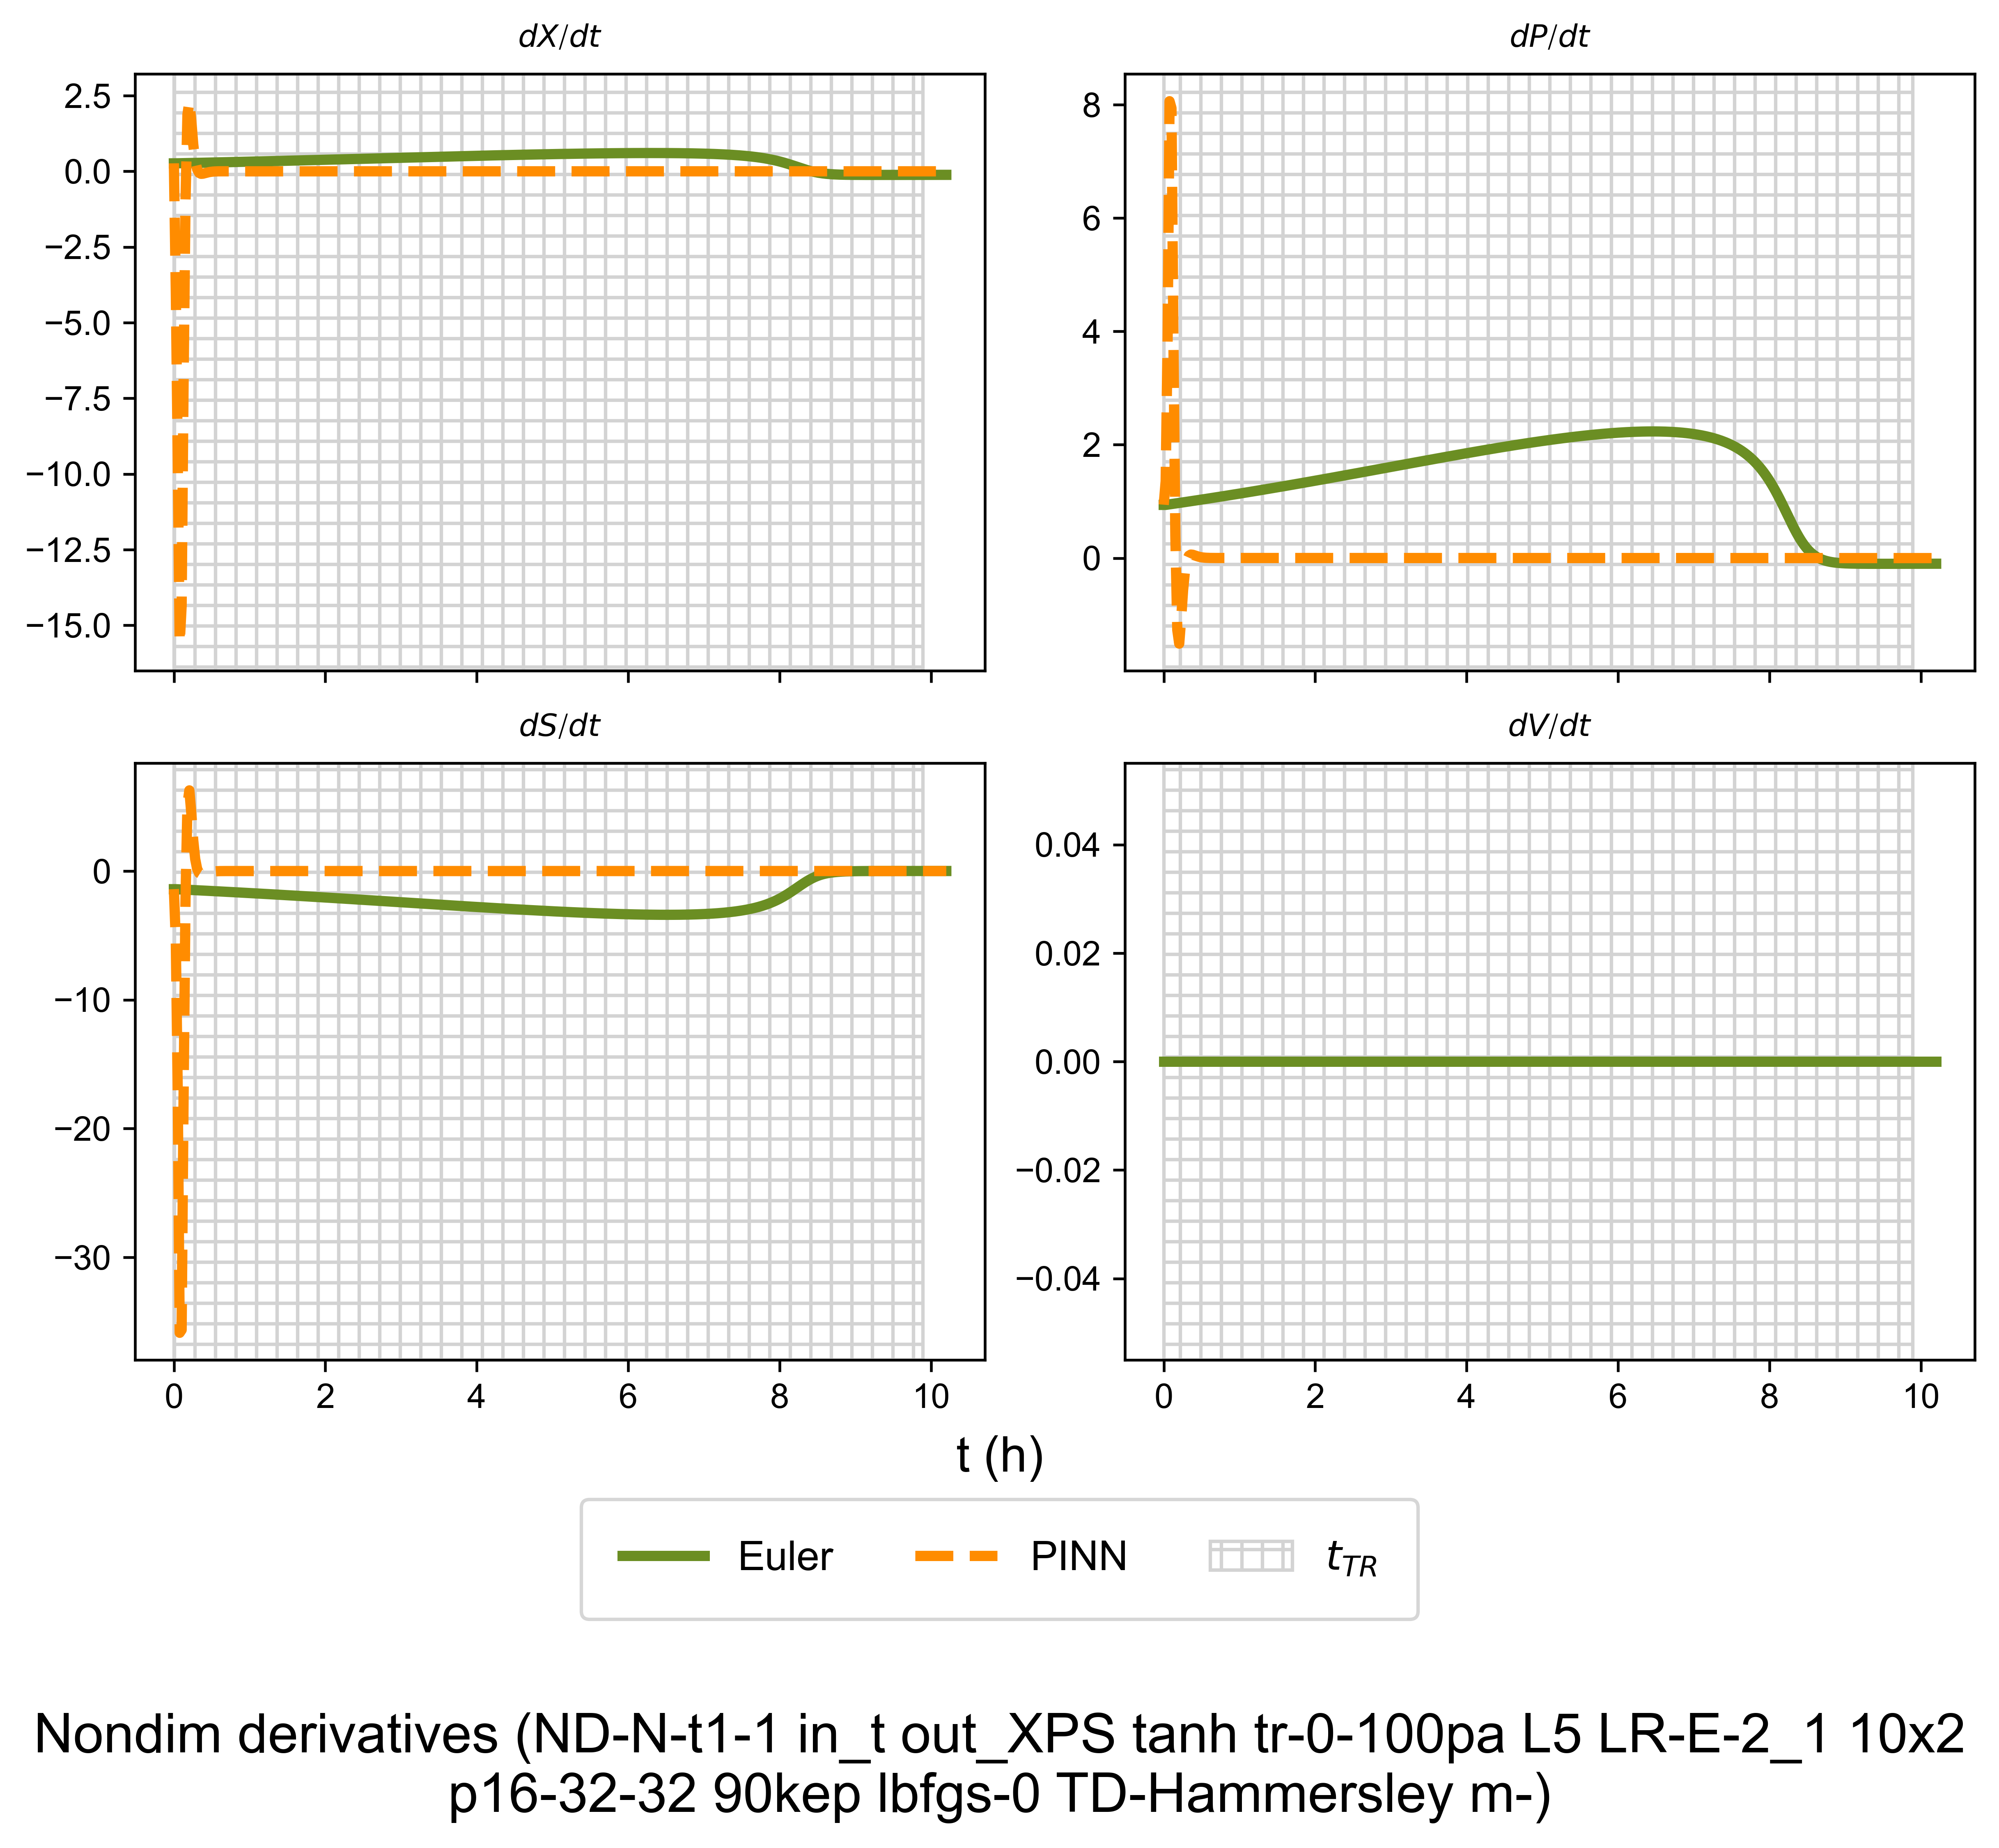 dX/dt
dP/dt
2.5
0.0
−2.5
−5.0
−7.5
−10.0
−12.5
−15.0
8
6
4
2
0
dS/dt
dV/dt
0
−10
−20
−30
0.04
0.02
0.00
−0.02
−0.04
0 2 4 6 8 10
0 2 4 6 8 10
t (h)
Euler PINN t_TR
Nondim derivatives (ND-N-t1-1 in_t out_XPS tanh tr-0-100pa L5 LR-E-2_1 10x2
p16-32-32 90kep lbfgs-0 TD-Hammersley m-)